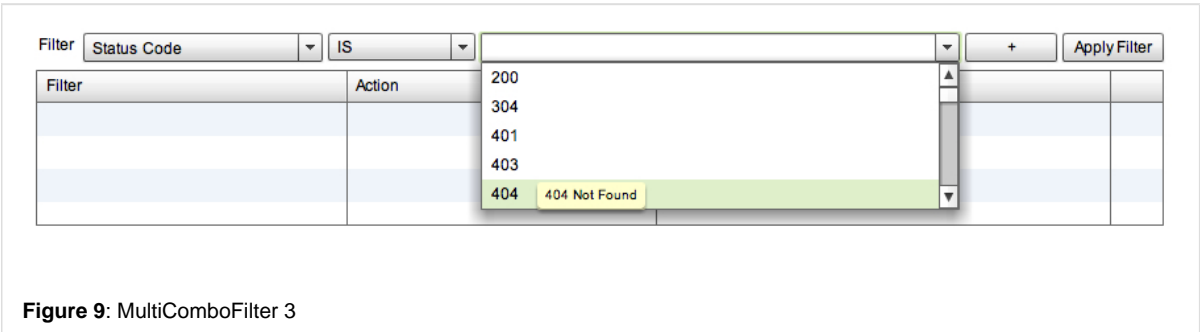 Filter Status Code IS + Apply Filter
Filter Action
200
304
401
403
404 404 Not Found
Figure 9: MultiComboFilter 3